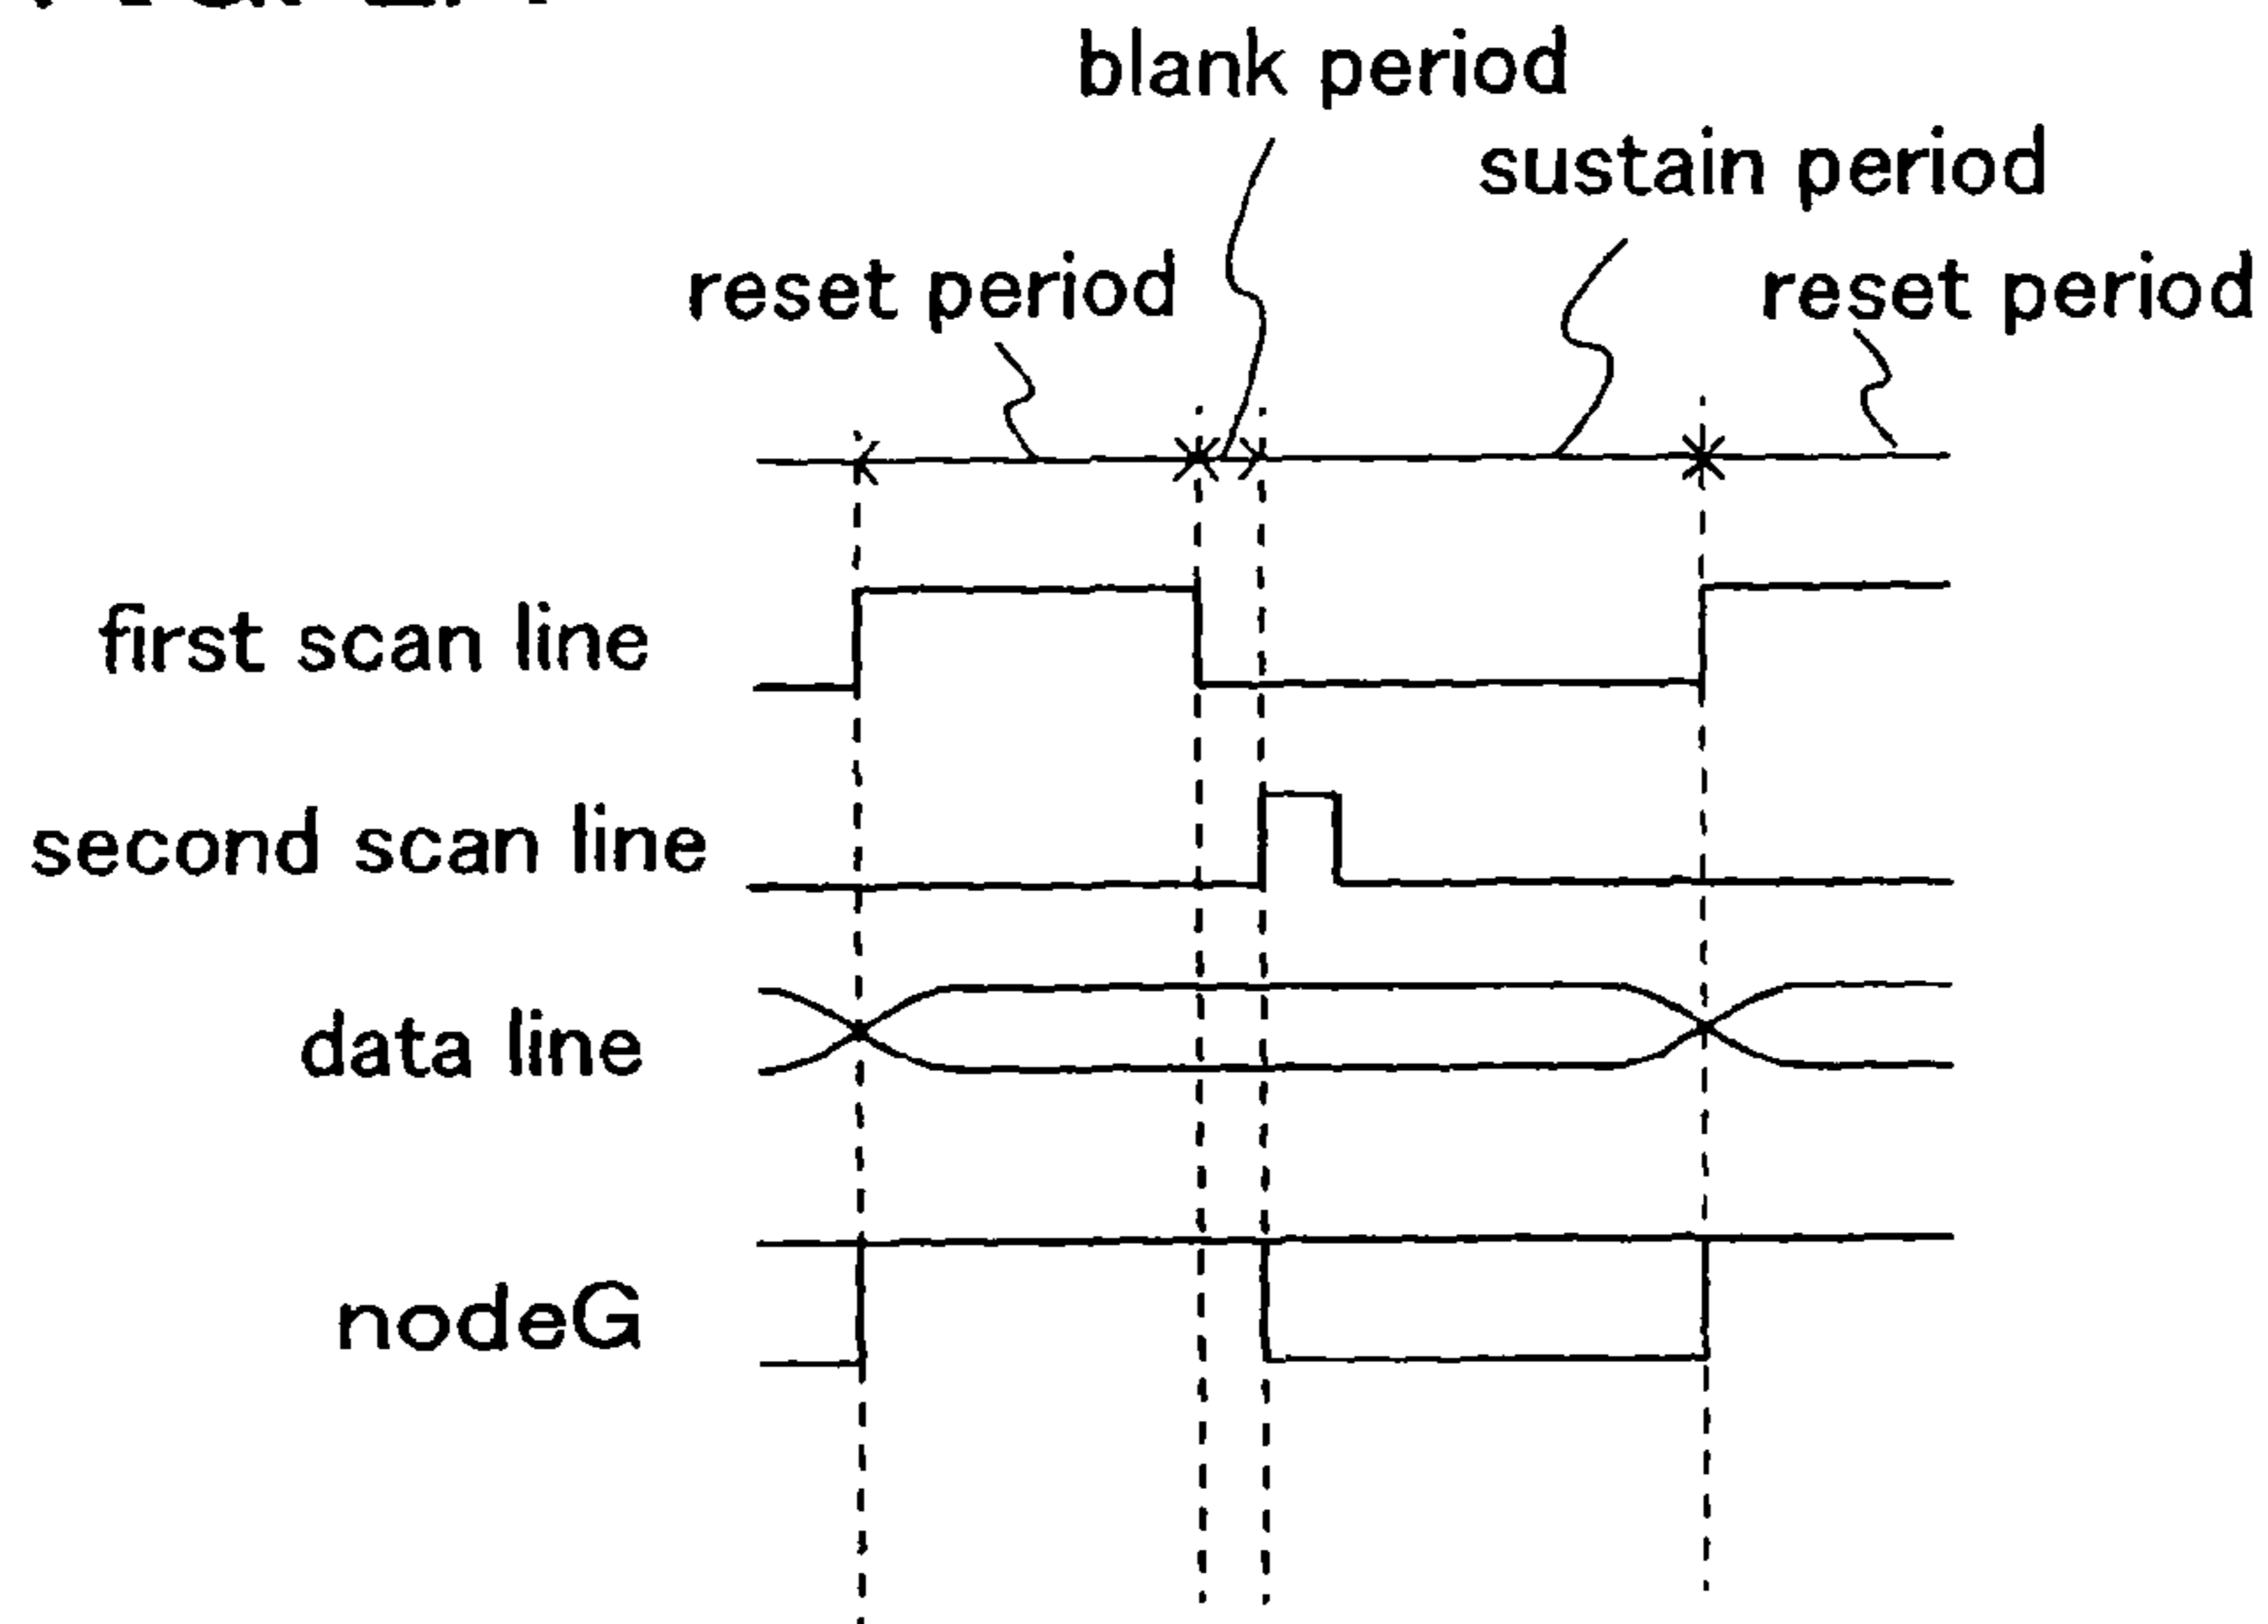 blank period
sustain period
reset period
reset period
first scan line
second scan line
data line
nodeG